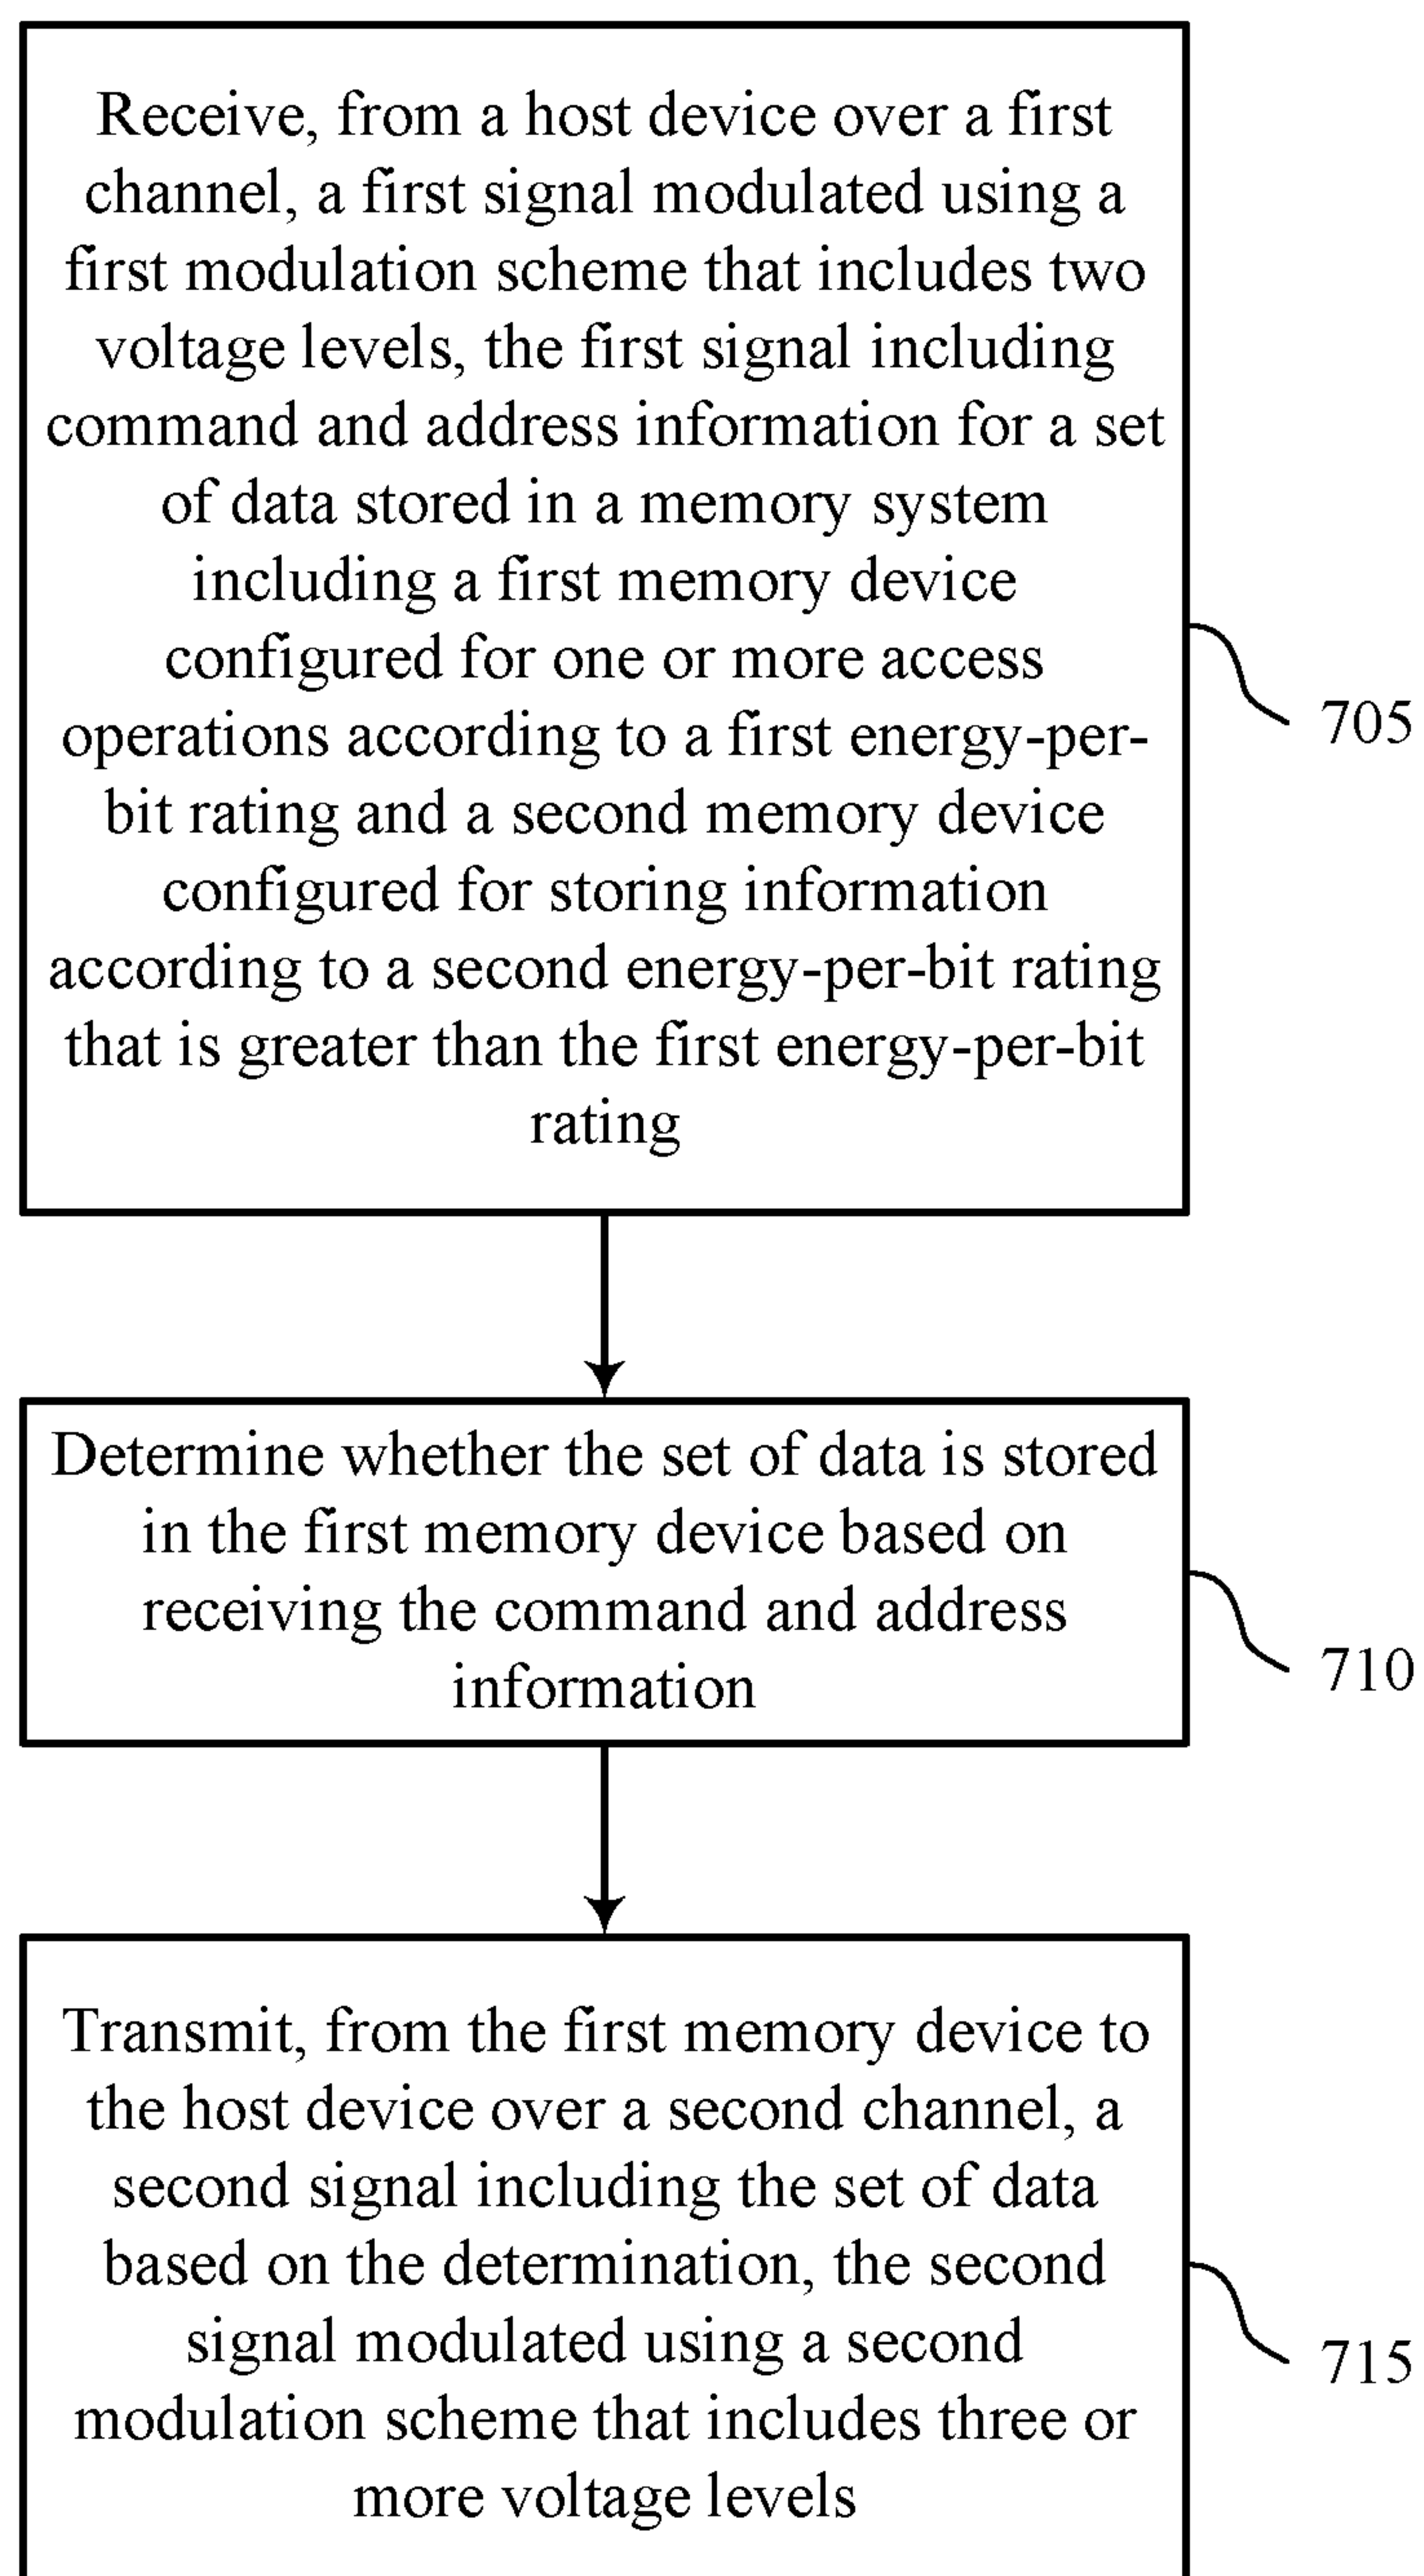 Receive, from a host device over a first
channel, a first signal modulated using a
first modulation scheme that includes two
voltage levels, the first signal including
command and address information for a set
of data stored in a memory system
including a first memory device
configured for one or more access
operations according to a first energy-per-
bit rating and a second memory device
configured for storing information
according to a second energy-per-bit rating
that is greater than the first energy-per-bit
rating
705
Determine whether the set of data is stored
in the first memory device based on
receiving the command and address
information
710
Transmit, from the first memory device to
the host device over a second channel, a
second signal including the set of data
based on the determination, the second
signal modulated using a second
modulation scheme that includes three or
more voltage levels
715